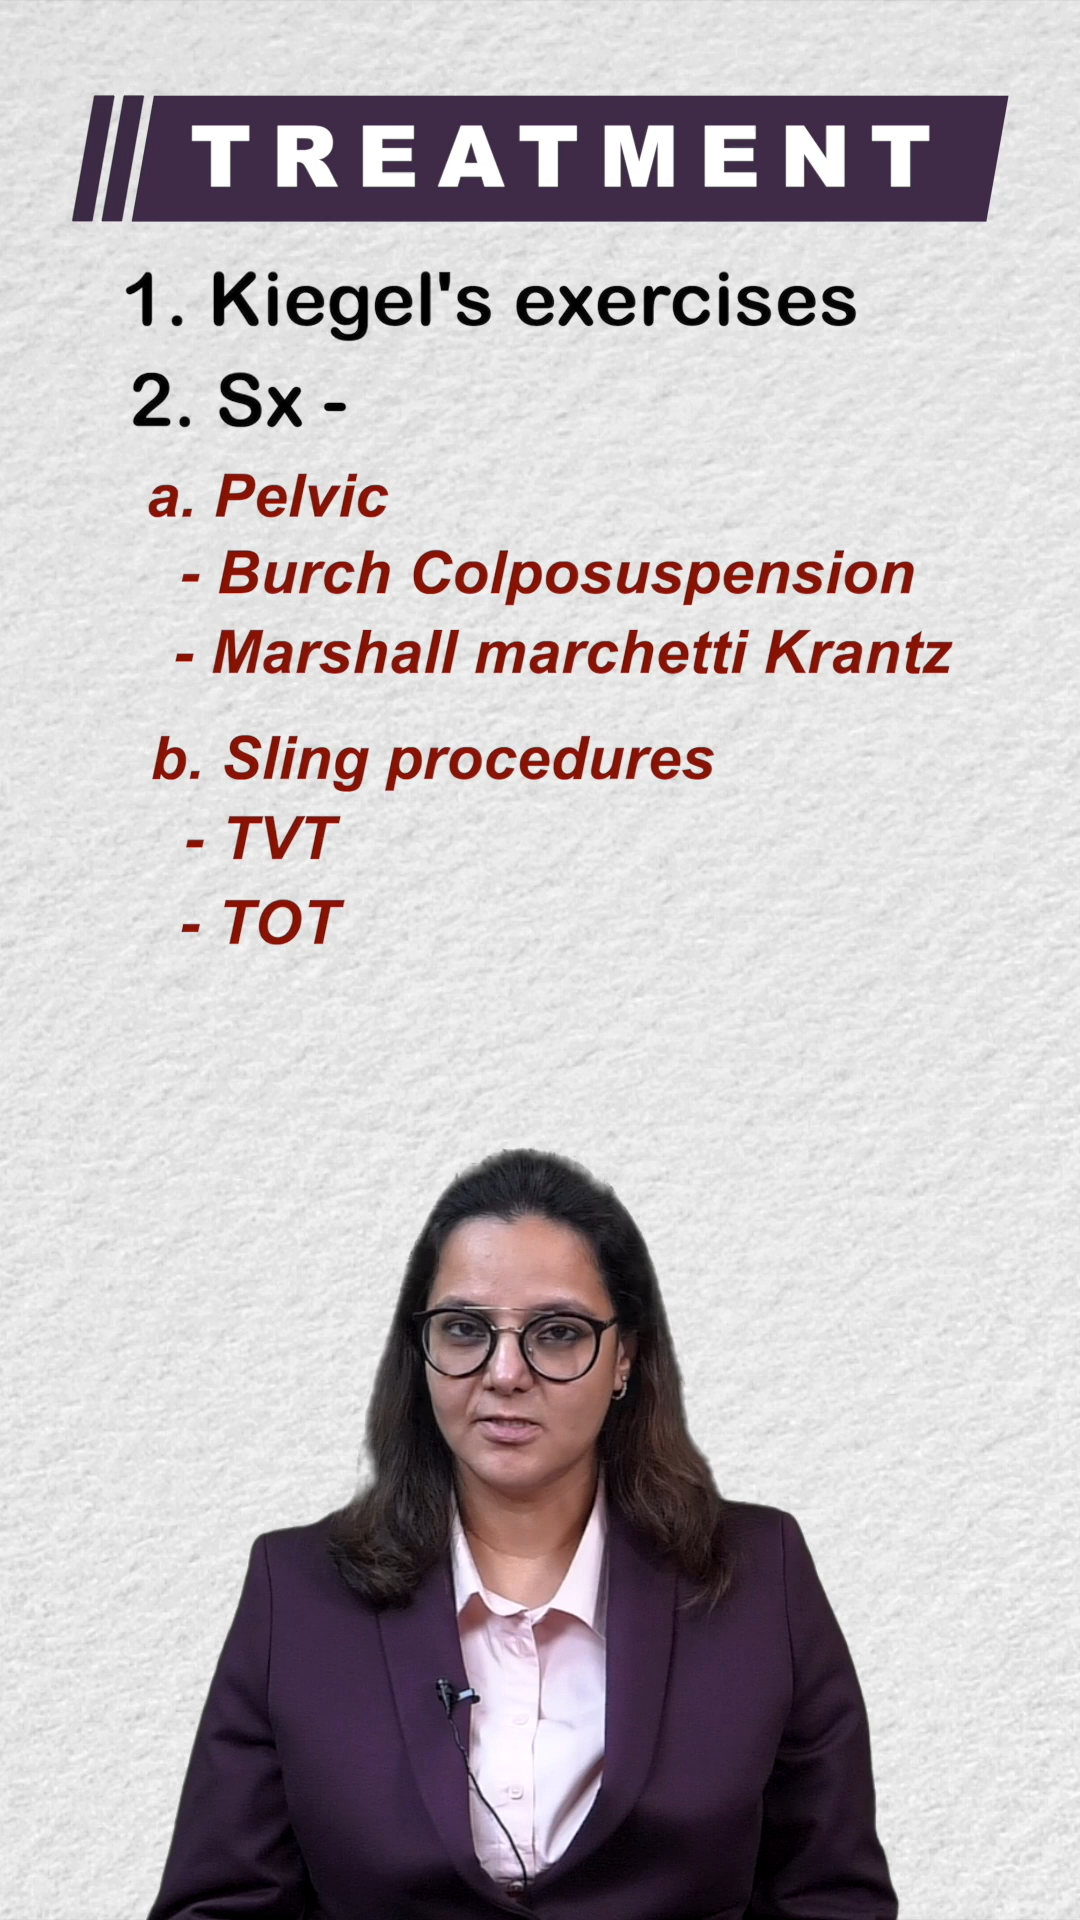 TREATMENT
1. Kiegel's exercises
2. Sx -
a. Pelvic
- Burch Colposuspension
- Marshall marchetti Krantz
b. Sling procedures
- TVT
- TOT